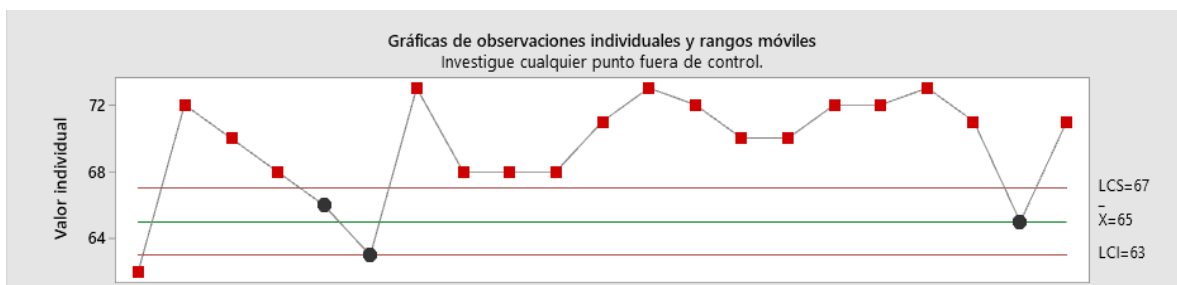 Gráficas de observaciones individuales y rangos móviles
Investigue cualquier punto fuera de control.
Valor individual
72
68
64
LCS=67
X̄=65
LCI=63